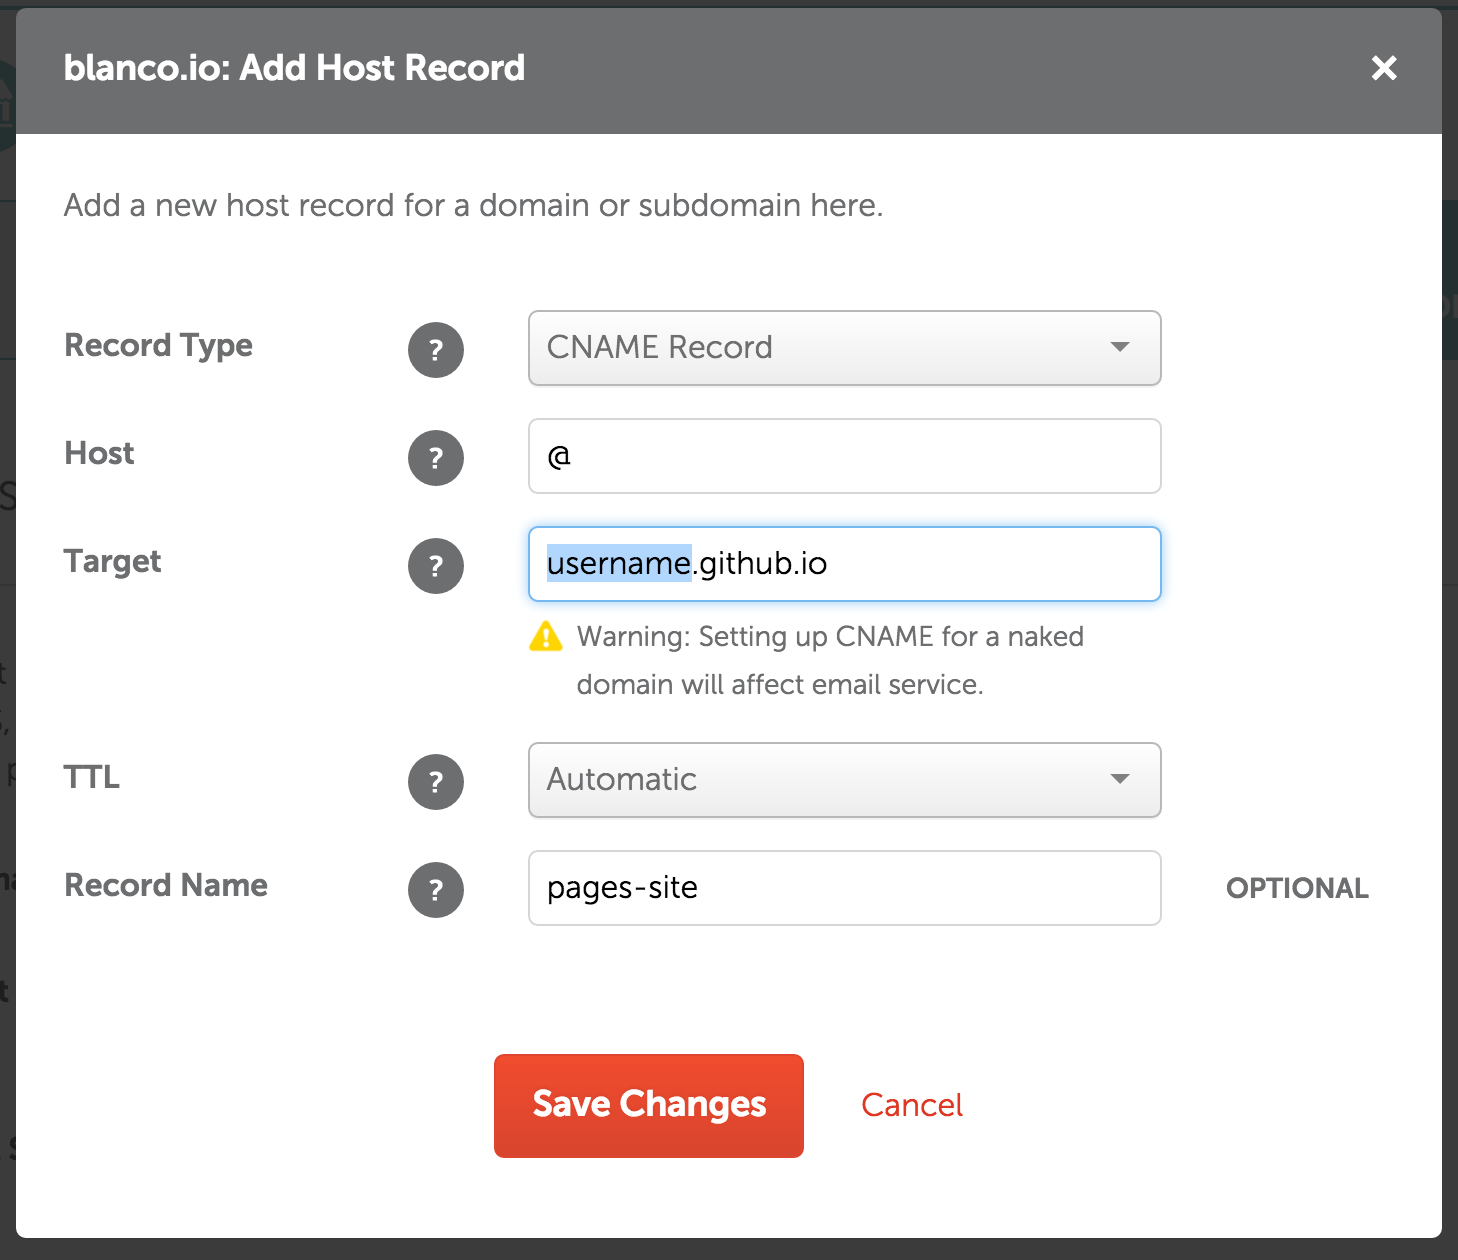 blanco.io: Add Host Record
Add a new host record for a domain or subdomain here.
Record Type ? CNAME Record
Host ? @
Target ? username.github.io
Warning: Setting up CNAME for a naked
domain will affect email service.
TTL ? Automatic
Record Name ? pages-site OPTIONAL
Save Changes Cancel